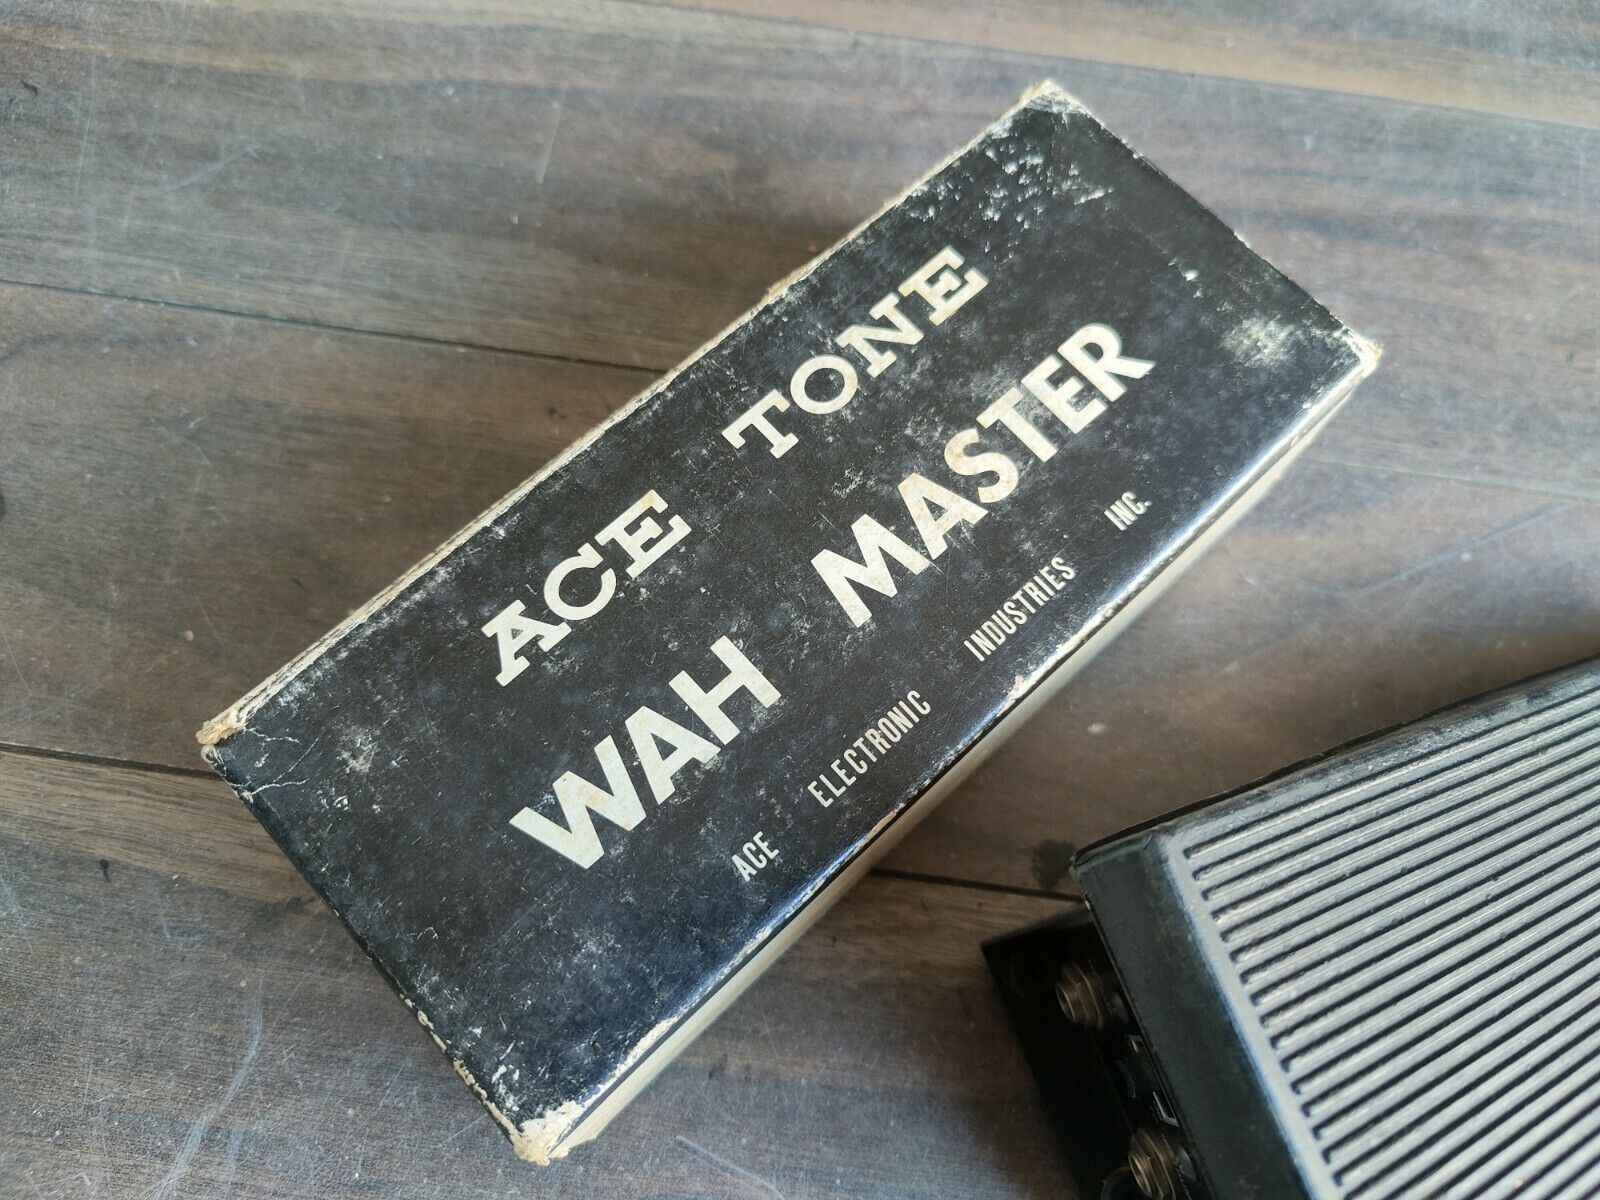 ACE TONE
WAH MASTER
ACE ELECTRONIC INDUSTRIES INC.